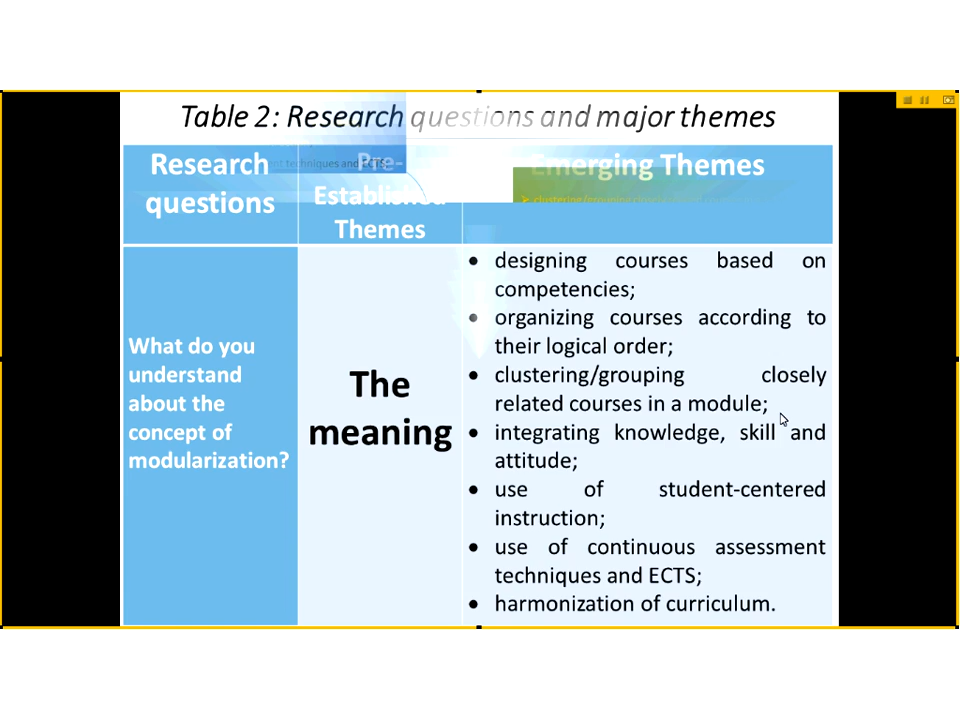 Table 2: Research questions and major themes
Research
questions
Pre-
Established
Themes
Emerging Themes
What do you
understand
about the
concept of
modularization?
The
meaning
• designing courses based on
competencies;
• organizing courses according to
their logical order;
• clustering/grouping closely
related courses in a module;
• integrating knowledge, skill and
attitude;
• use of student-centered
instruction;
• use of continuous assessment
techniques and ECTS;
• harmonization of curriculum.